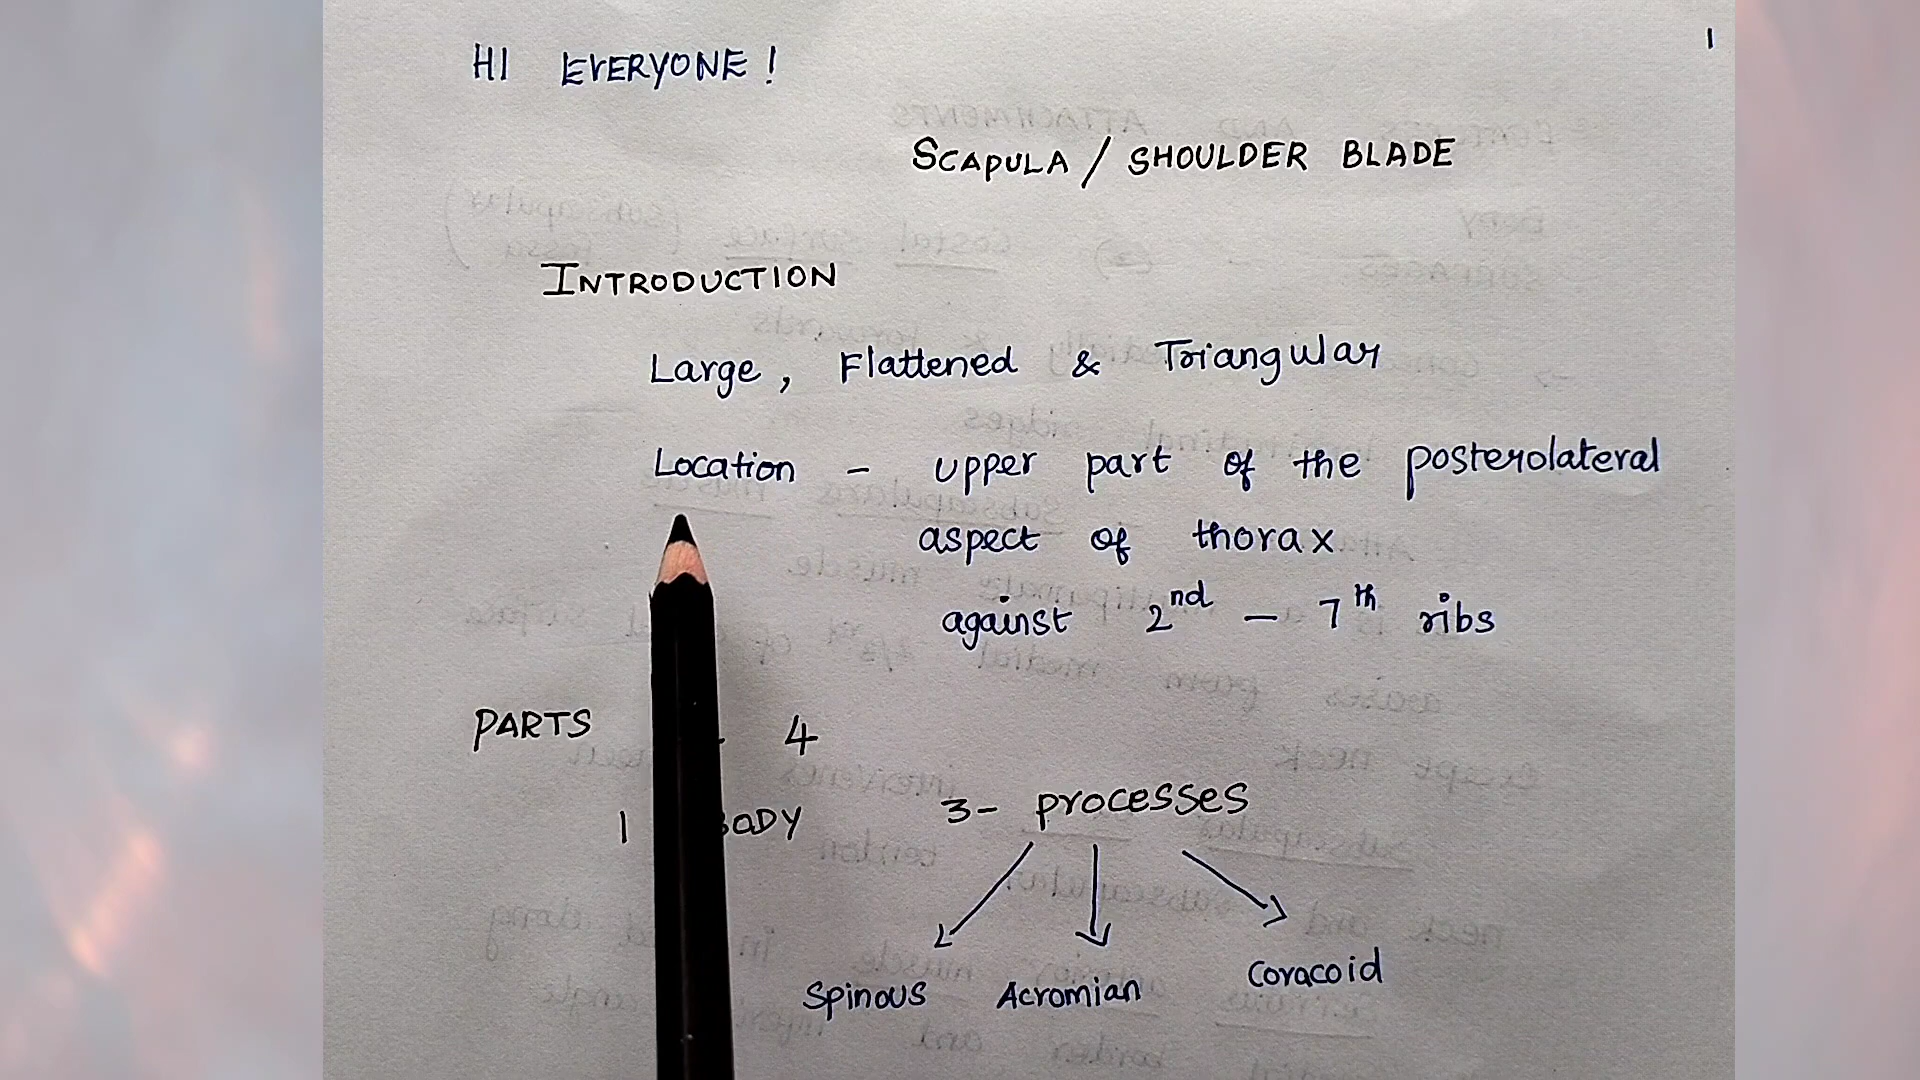 1
HI EVERYONE!
SCAPULA / SHOULDER BLADE
INTRODUCTION
Large, Flattened & Triangular
Location - upper part of the posterolateral
aspect of thorax
against 2nd - 7th ribs
PARTS - 4
1 BODY 3- processes
Spinous Acromian Coracoid